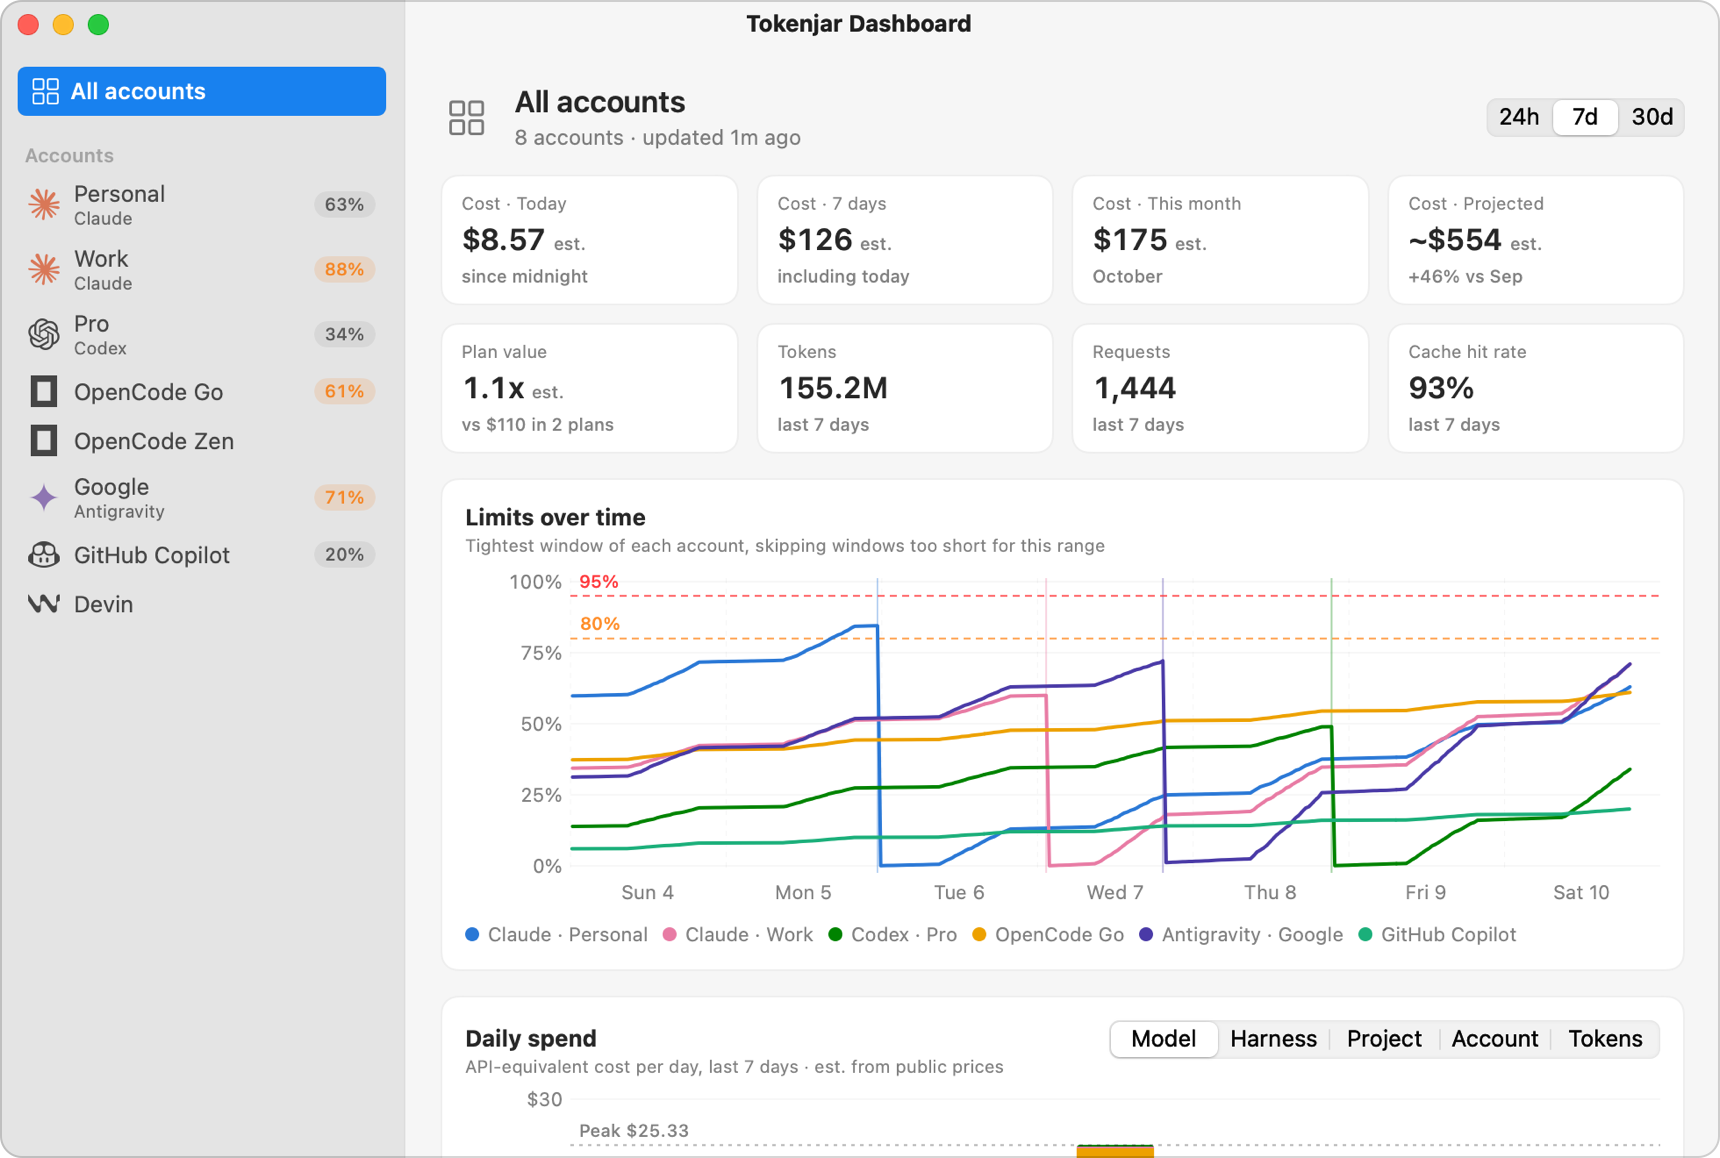 Tokenjar Dashboard
All accounts
Accounts
Personal
Claude
63%
Work
Claude
88%
Pro
Codex
34%
OpenCode Go
61%
OpenCode Zen
Google
Antigravity
71%
GitHub Copilot
20%
Devin
All accounts
8 accounts · updated 1m ago
24h 7d 30d
Cost · Today
$8.57 est.
since midnight
Cost · 7 days
$126 est.
including today
Cost · This month
$175 est.
October
Cost · Projected
~$554 est.
+46% vs Sep
Plan value
1.1x est.
vs $110 in 2 plans
Tokens
155.2M
last 7 days
Requests
1,444
last 7 days
Cache hit rate
93%
last 7 days
Limits over time
Tightest window of each account, skipping windows too short for this range
100%
95%
80%
75%
50%
25%
0%
Sun 4 Mon 5 Tue 6 Wed 7 Thu 8 Fri 9 Sat 10
Claude · Personal Claude · Work Codex · Pro OpenCode Go Antigravity · Google GitHub Copilot
Daily spend
API-equivalent cost per day, last 7 days · est. from public prices
Model Harness Project Account Tokens
$30
Peak $25.33